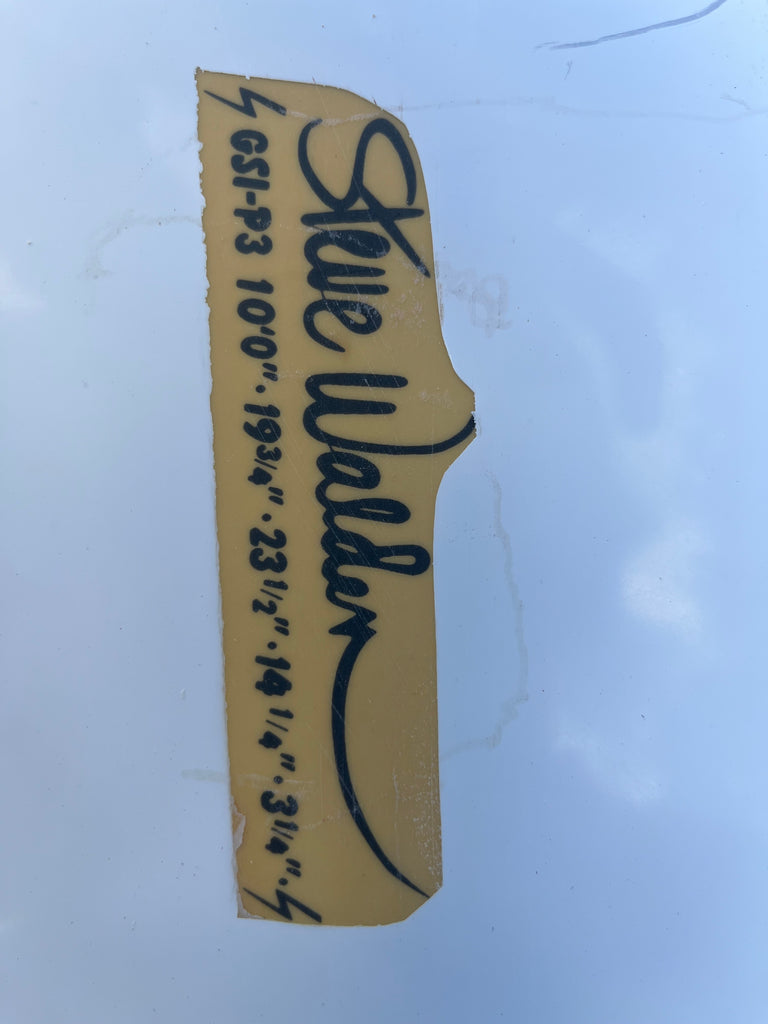 Steve Walden
GSI-P3 10'0" · 19 3/4" · 23 1/2" · 14 1/4" · 3 1/4" ·